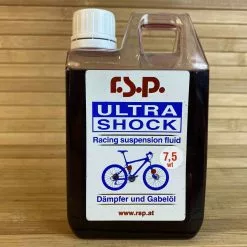 r.s.p.
ULTRA
SHOCK
Racing suspension fluid
7,5
wt
Dämpfer und Gabelöl
www.rsp.at